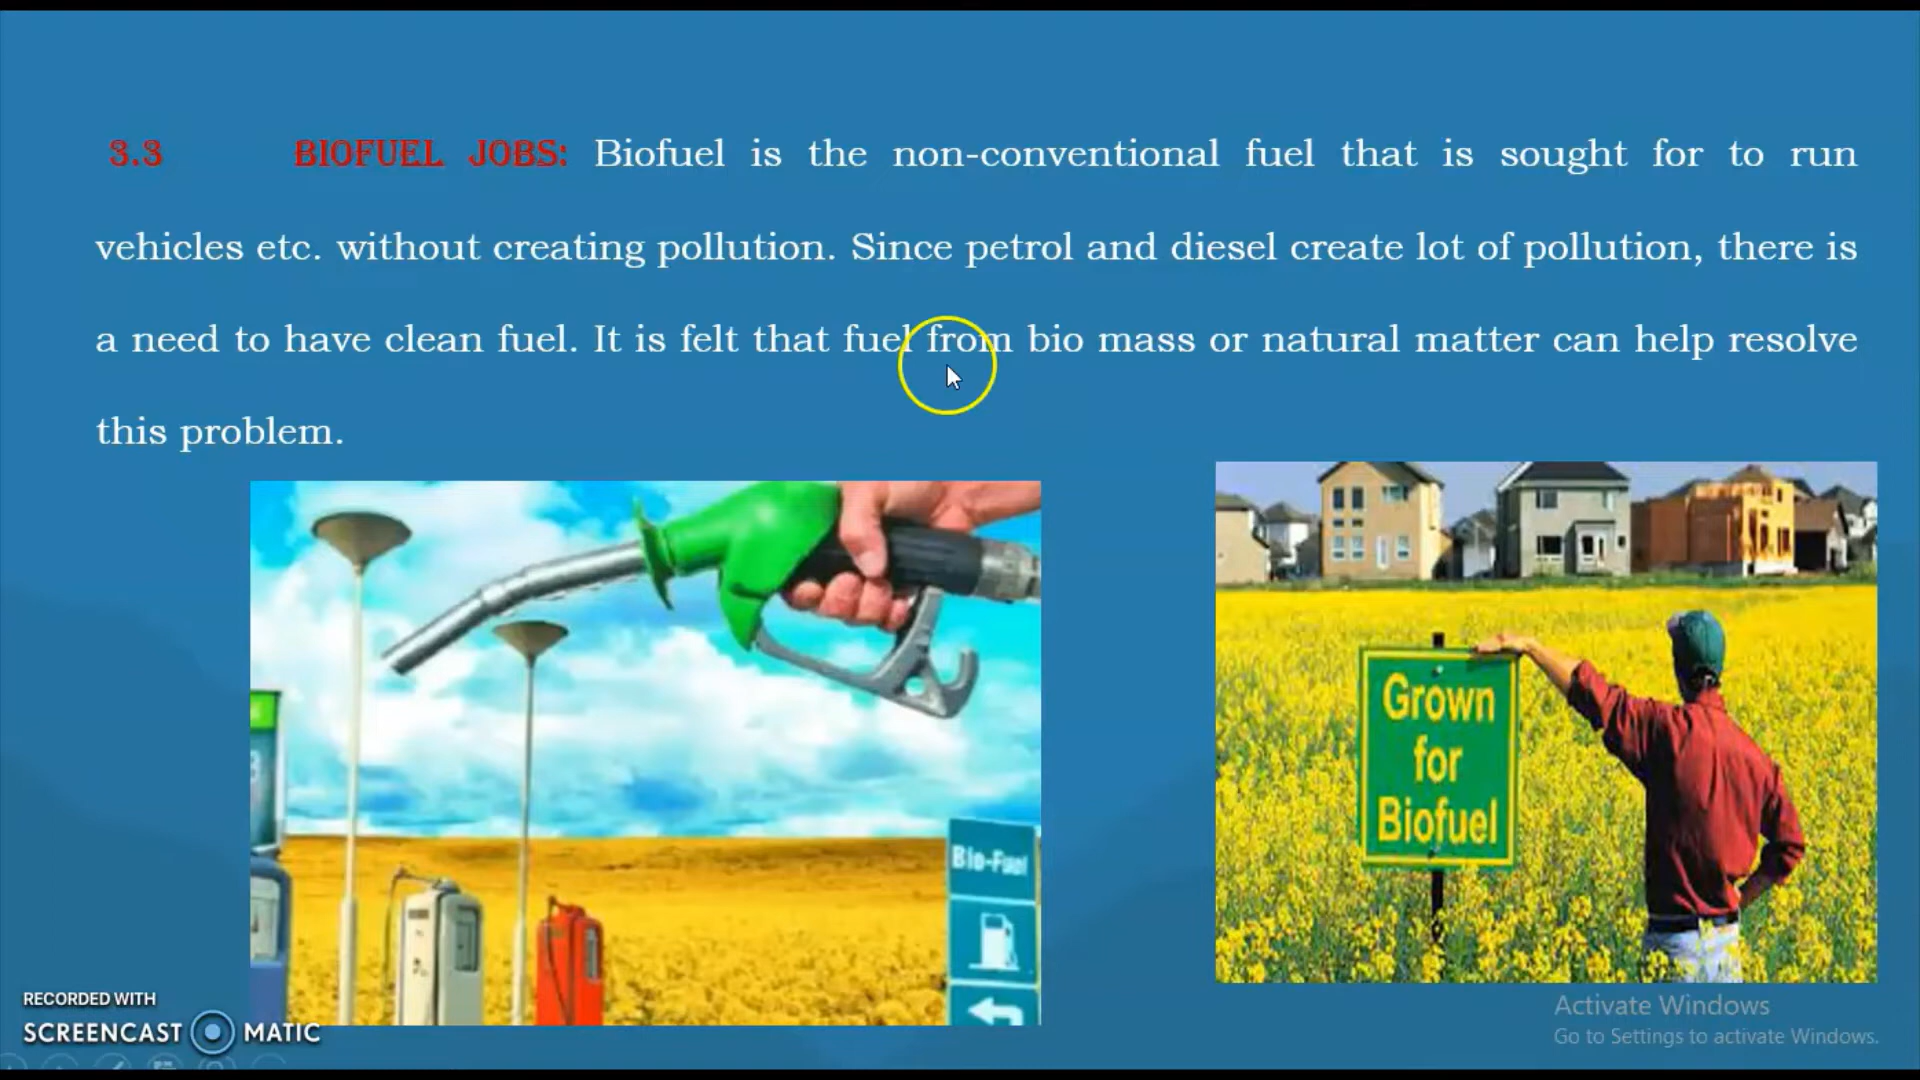 3.3 BIOFUEL JOBS: Biofuel is the non-conventional fuel that is sought for to run
vehicles etc. without creating pollution. Since petrol and diesel create lot of pollution, there is
a need to have clean fuel. It is felt that fuel from bio mass or natural matter can help resolve
this problem.
Bio-Fuel
Grown
for
Biofuel
RECORDED WITH
SCREENCAST MATIC
Activate Windows
Go to Settings to activate Windows.